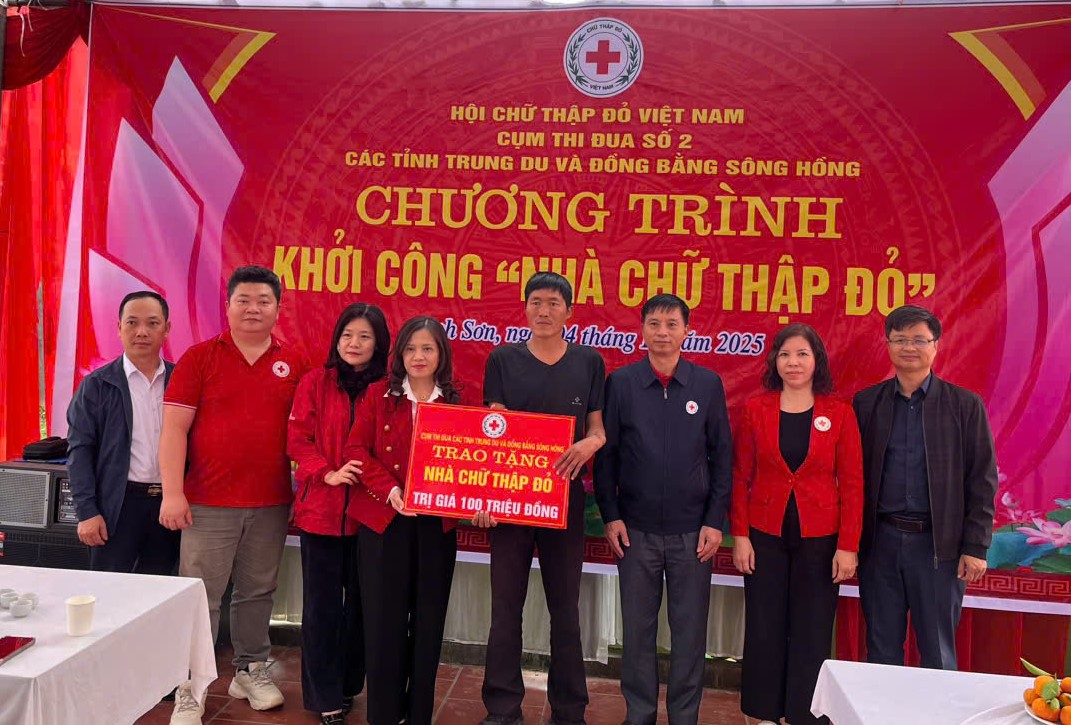 CHỮ THẬP ĐỎ
VIỆT NAM
HỘI CHỮ THẬP ĐỎ VIỆT NAM
CỤM THI ĐUA SỐ 2
CÁC TỈNH TRUNG DU VÀ ĐỒNG BẰNG SÔNG HỒNG
CHƯƠNG TRÌNH
KHỞI CÔNG “NHÀ CHỮ THẬP ĐỎ”
Sơn, 04 tháng năm 2025
CỤM THI ĐUA CÁC TỈNH TRUNG DU VÀ ĐỒNG BẰNG SÔNG HỒNG
TRAO TẶNG
NHÀ CHỮ THẬP ĐỎ
TRỊ GIÁ 100 TRIỆU ĐỒNG